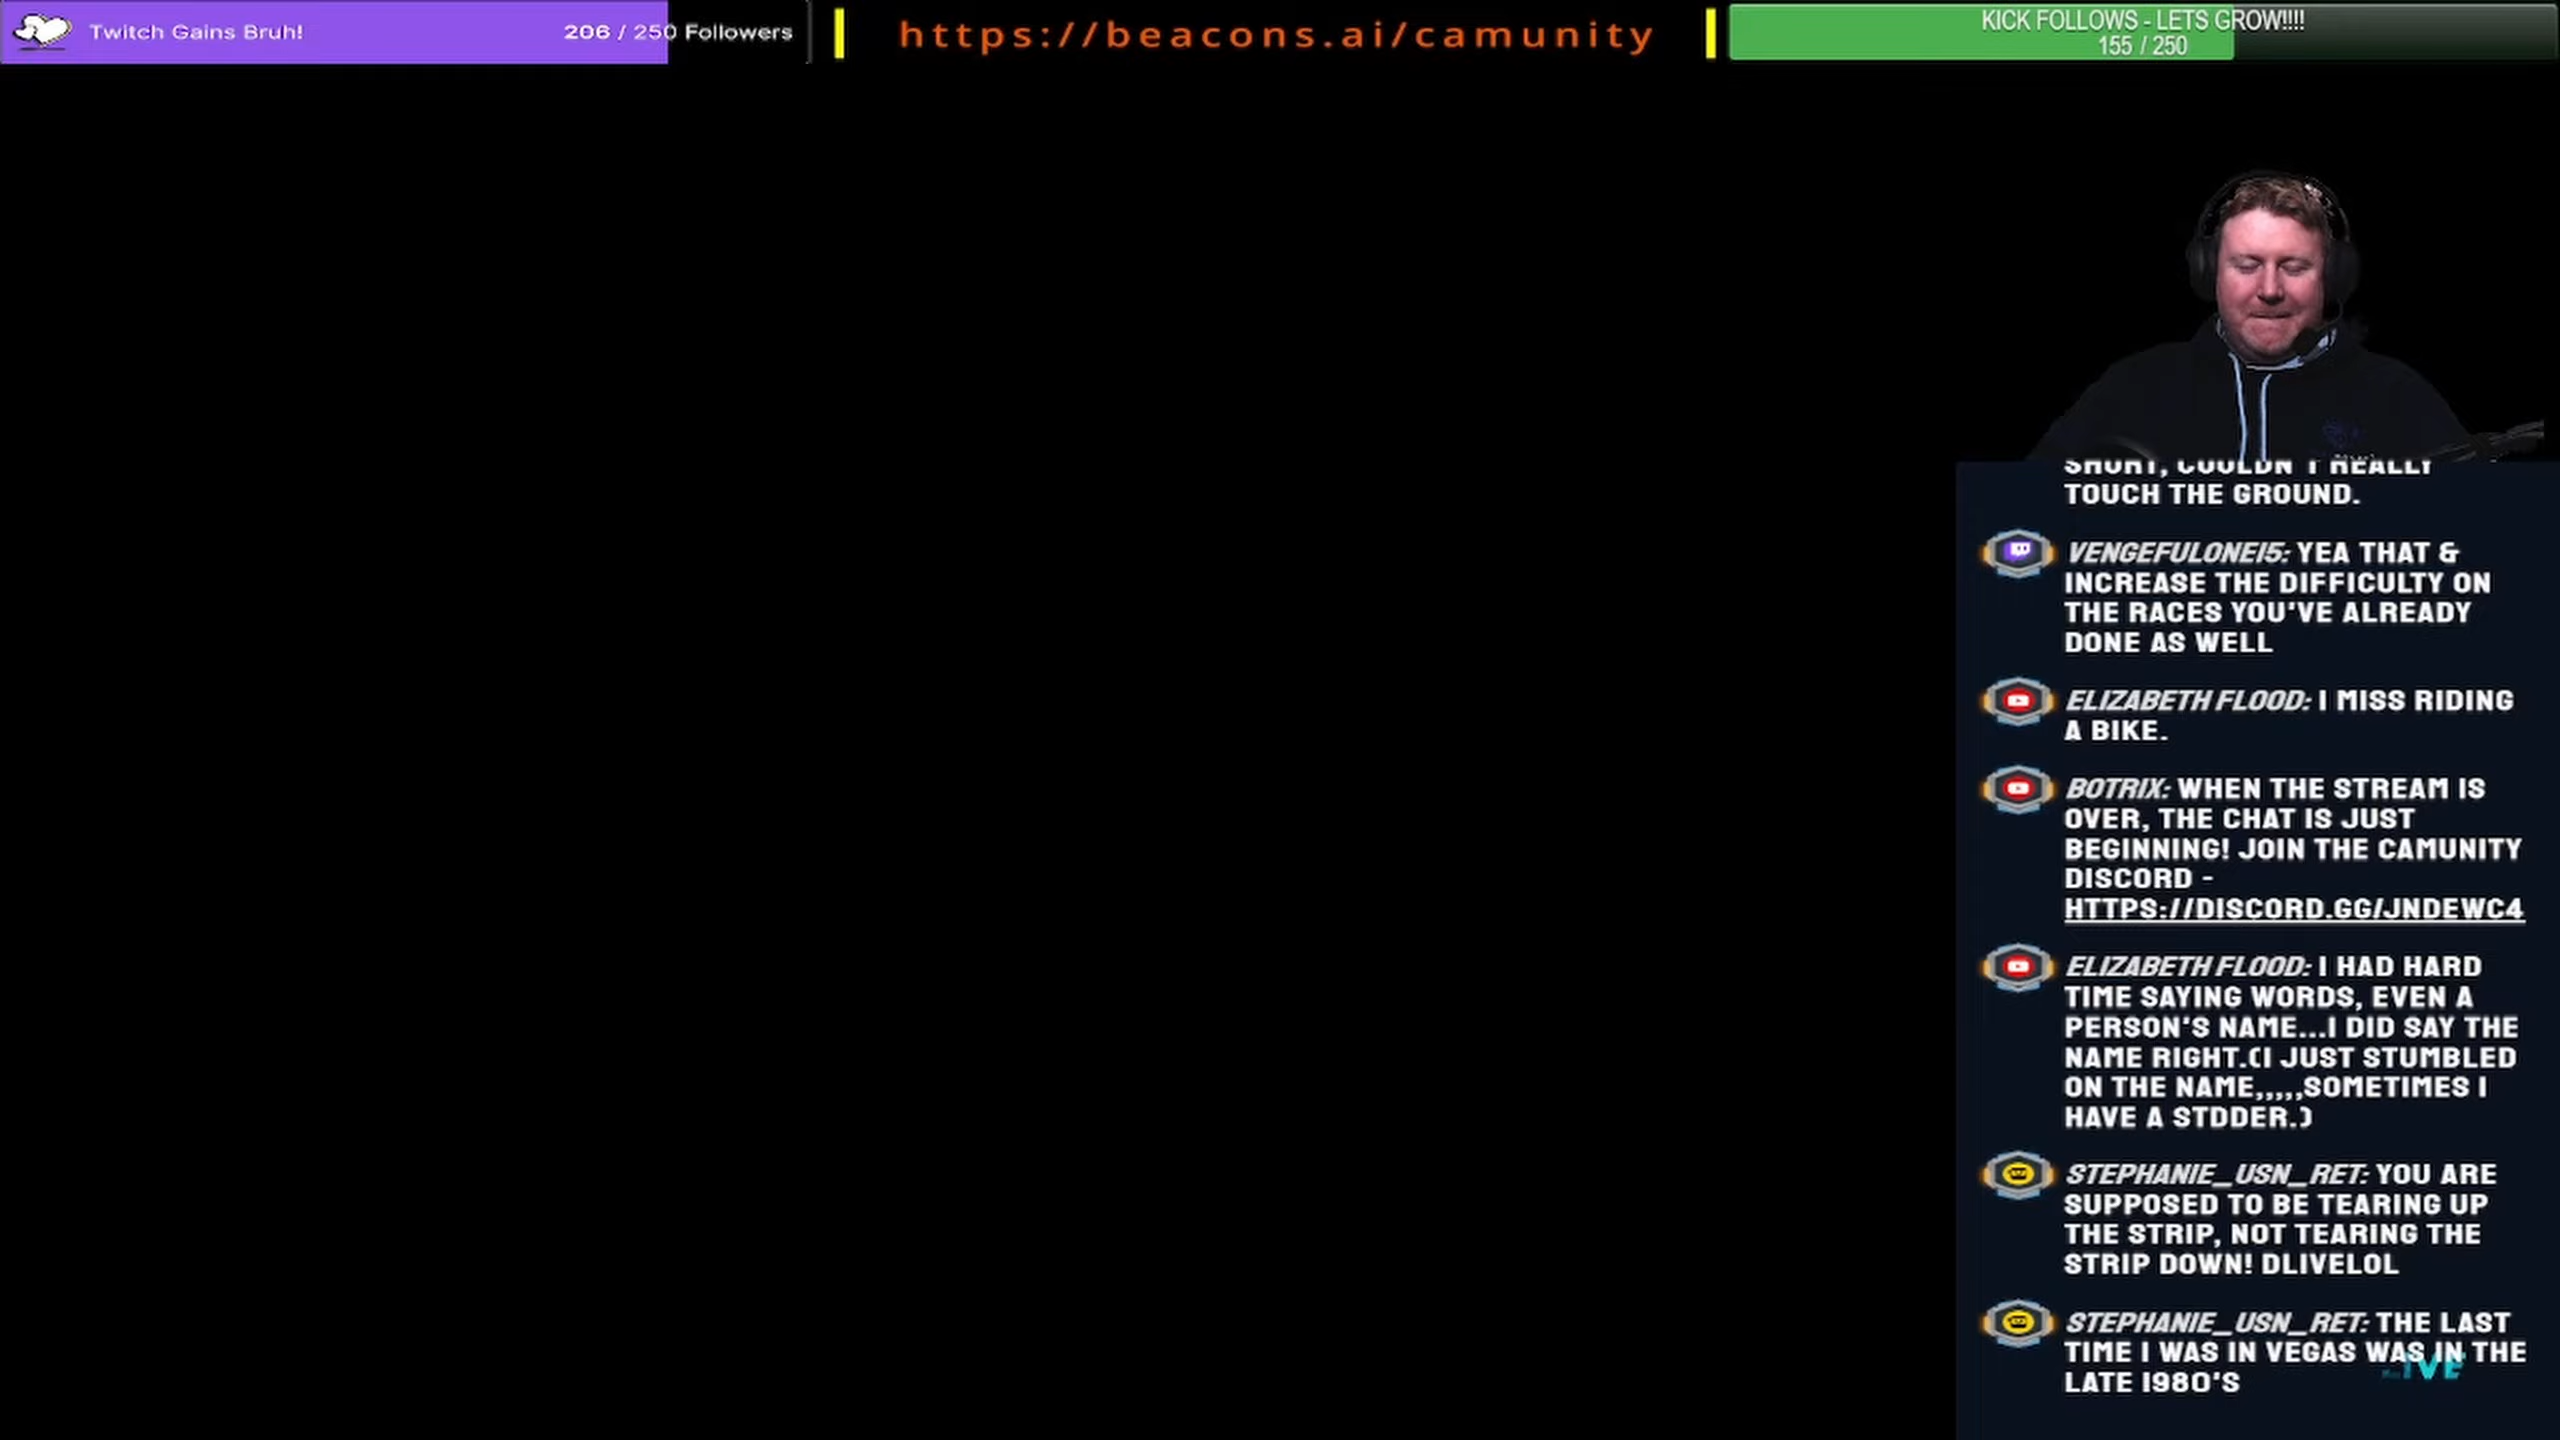 Twitch Gains Bruh!
206 / 250 Followers
https://beacons.ai/camunity
KICK FOLLOWS - LETS GROW!!!!
155 / 250
SHORT, COULDN'T REALLY
TOUCH THE GROUND.
VENGEFULONE15: YEA THAT &
INCREASE THE DIFFICULTY ON
THE RACES YOU'VE ALREADY
DONE AS WELL
ELIZABETH FLOOD: I MISS RIDING
A BIKE.
BOTRIX: WHEN THE STREAM IS
OVER, THE CHAT IS JUST
BEGINNING! JOIN THE CAMUNITY
DISCORD -
HTTPS://DISCORD.GG/JNDEWC4
ELIZABETH FLOOD: I HAD HARD
TIME SAYING WORDS, EVEN A
PERSON'S NAME...I DID SAY THE
NAME RIGHT.(I JUST STUMBLED
ON THE NAME,,,,,SOMETIMES I
HAVE A STDDER.)
STEPHANIE_USN_RET: YOU ARE
SUPPOSED TO BE TEARING UP
THE STRIP, NOT TEARING THE
STRIP DOWN! DLIVELOL
STEPHANIE_USN_RET: THE LAST
TIME I WAS IN VEGAS WAS IN THE
LATE 1980'S